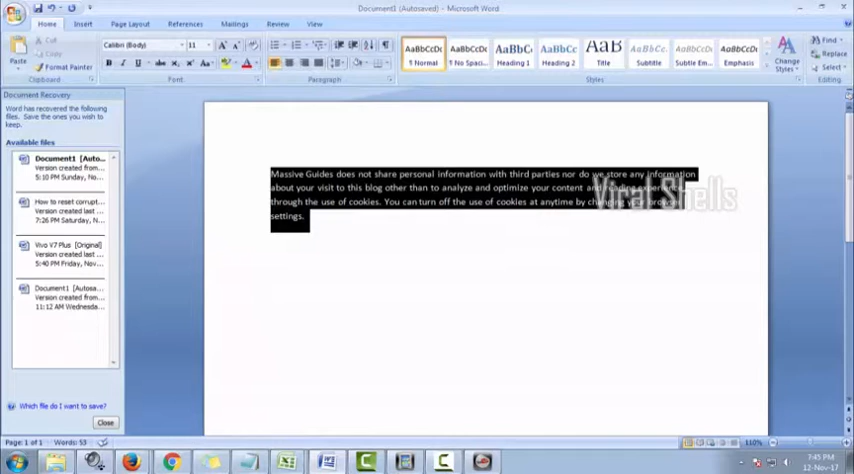 Document1 (Autosaved) - Microsoft Word
Home Insert Page Layout References Mailings Review View
Cut
Copy
Paste
Format Painter
Clipboard
Calibri (Body) 11
Font
Paragraph
AaBbCcDc AaBbCcDc AaBbC AaBbCc AaB AaBbCc. AaBbCcDc AaBbCcDc
¶ Normal ¶ No Spaci... Heading 1 Heading 2 Title Subtitle Subtle Em... Emphasis
Change Styles
Styles
Find
Replace
Select
Editing
Document Recovery
Word has recovered the following
files. Save the ones you wish to
keep.
Available files
Document1 [Auto...
Version created from...
5:10 PM Sunday, No...
How to reset corrupt...
Version created last ...
7:26 PM Saturday, N...
Vivo V7 Plus [Original]
Version created last ...
5:40 PM Friday, Nov...
Document1 [Autosa...
Version created from...
11:12 AM Wednesda...
Which file do I want to save?
Close
Massive Guides does not share personal information with third parties nor do we store any information
about your visit to this blog other than to analyze and optimize your content and reading experience
through the use of cookies. You can turn off the use of cookies at anytime by changing your browser
settings.
Viral Shells
Page: 1 of 1 Words: 53
110%
7:45 PM
12-Nov-17